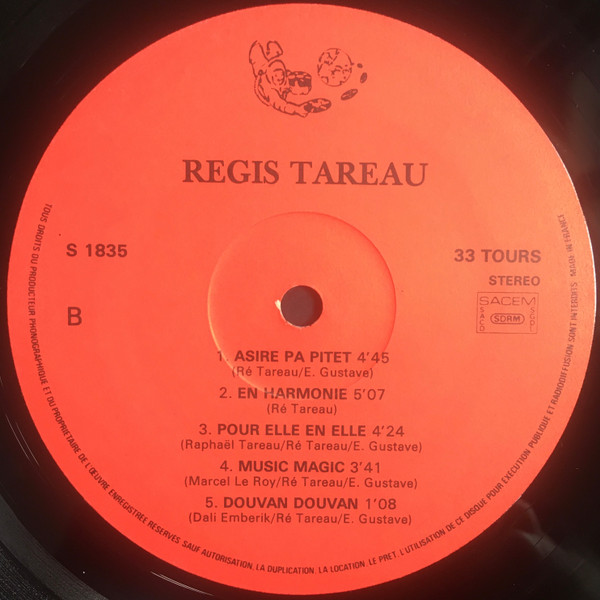 REGIS TAREAU
S 1835
33 TOURS
STEREO
B
SACEM
SACD
SDRM
SGDL
1. ASIRE PA PITET 4'45
(Ré Tareau/E. Gustave)
2. EN HARMONIE 5'07
(Ré Tareau)
3. POUR ELLE EN ELLE 4'24
(Raphaël Tareau/Ré Tareau/E. Gustave)
4. MUSIC MAGIC 3'41
(Marcel Le Roy/Ré Tareau/E. Gustave)
5. DOUVAN DOUVAN 1'08
(Dali Emberik/Ré Tareau/E. Gustave)
TOUS DROITS DU PRODUCTEUR PHONOGRAPHIQUE ET DU PROPRIETAIRE DE L'ŒUVRE ENREGISTREE RESERVES. SAUF AUTORISATION, LA DUPLICATION, LA LOCATION, LE PRET, L'UTILISATION DE CE DISQUE POUR EXECUTION PUBLIQUE ET RADIODIFFUSION SONT INTERDITS MADE IN FRANCE